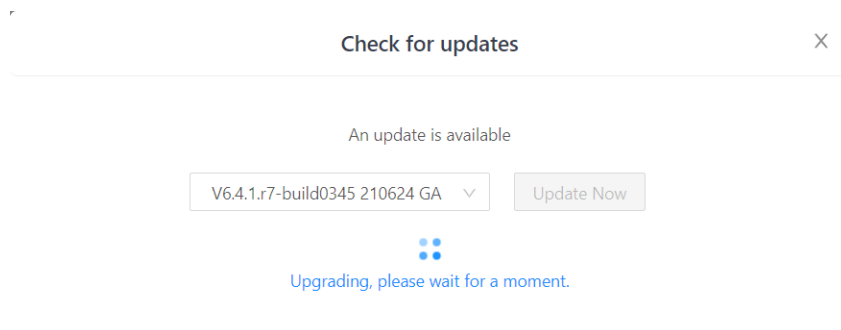 Check for updates
An update is available
V6.4.1.r7-build0345 210624 GA Update Now
Upgrading, please wait for a moment.